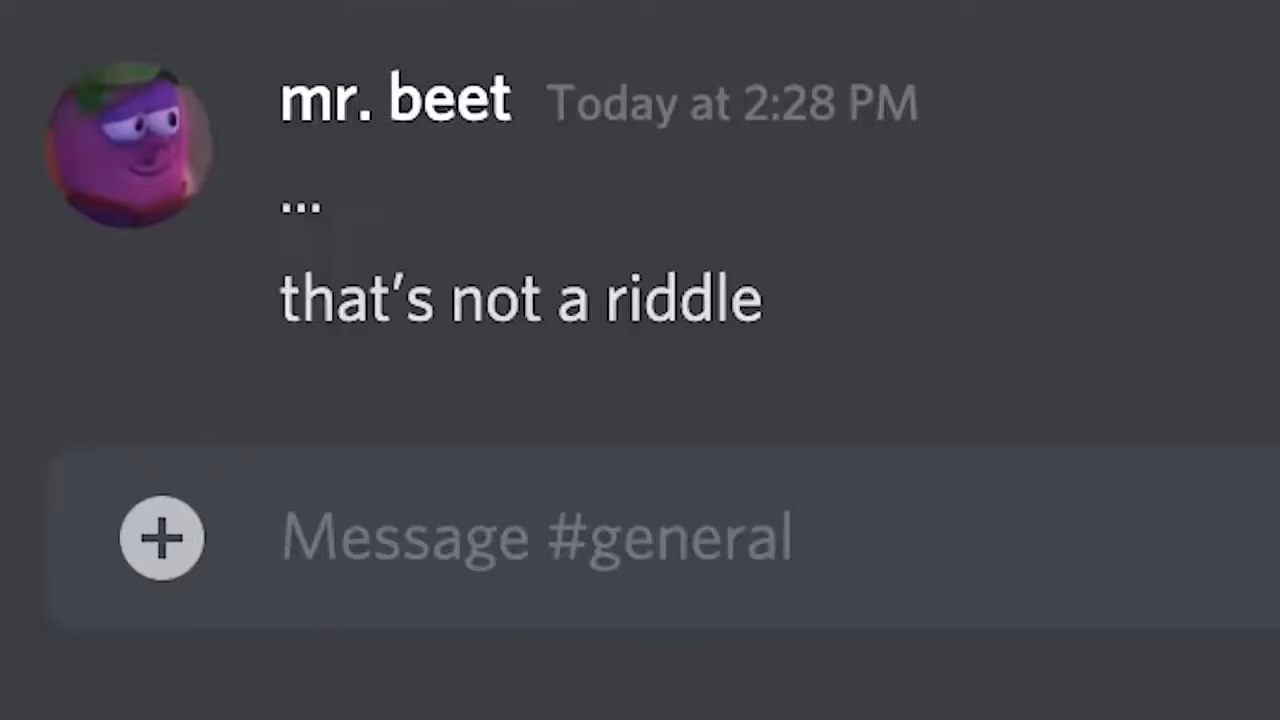 mr. beet Today at 2:28 PM
...
that's not a riddle
Message #general